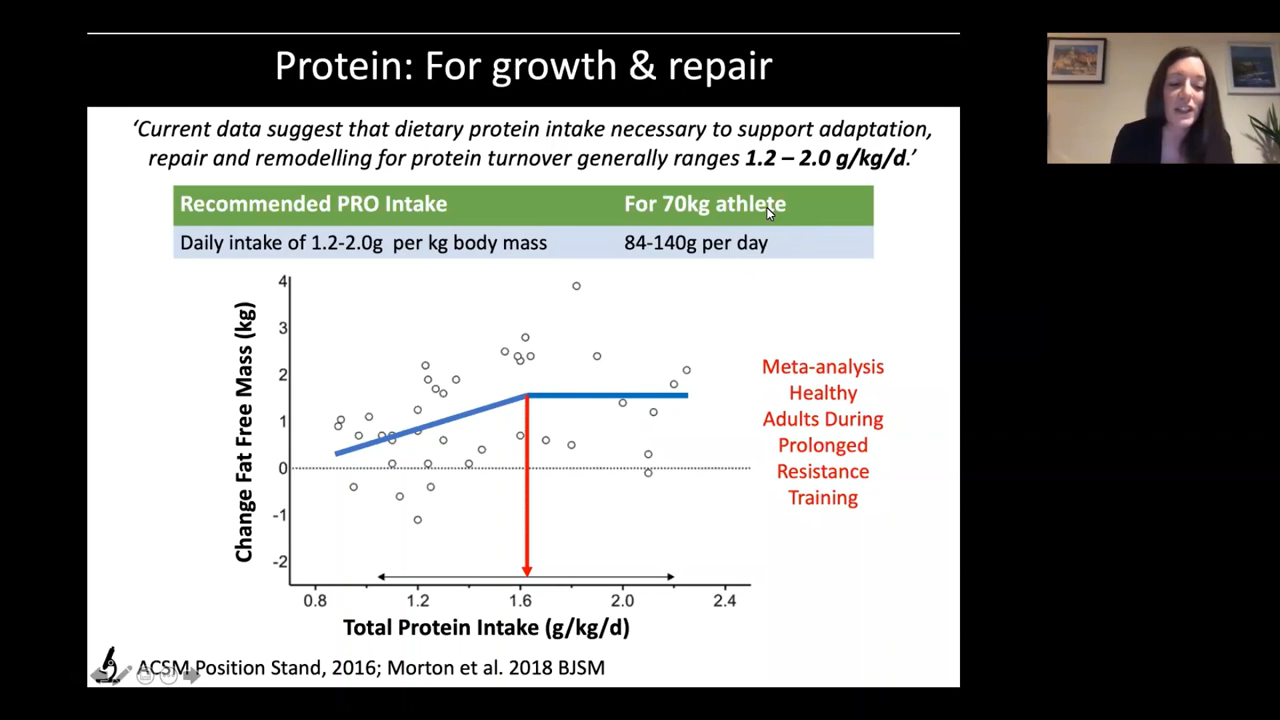 Protein: For growth & repair
‘Current data suggest that dietary protein intake necessary to support adaptation,
repair and remodelling for protein turnover generally ranges 1.2 – 2.0 g/kg/d.’
Recommended PRO Intake For 70kg athlete
Daily intake of 1.2-2.0g per kg body mass 84-140g per day
Change Fat Free Mass (kg)
4
3
2
1
0
-1
-2
0.8 1.2 1.6 2.0 2.4
Total Protein Intake (g/kg/d)
Meta-analysis
Healthy
Adults During
Prolonged
Resistance
Training
ACSM Position Stand, 2016; Morton et al. 2018 BJSM